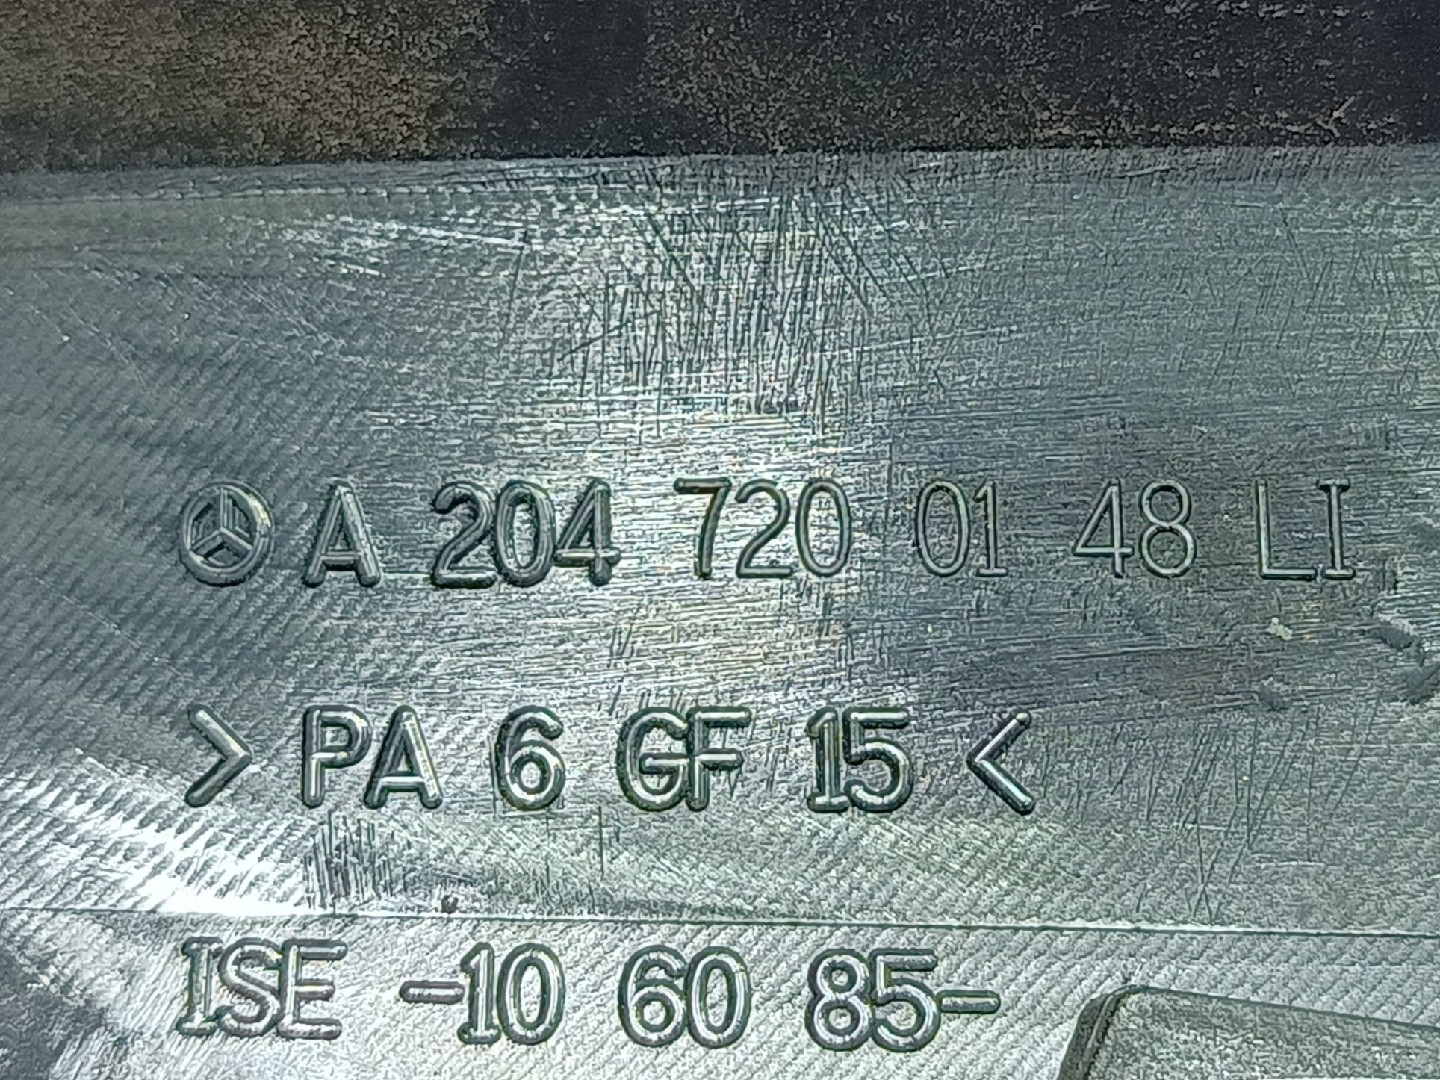 A 204 720 01 48 LI
>PA 6 GF 15<
ISE -10 60 85-